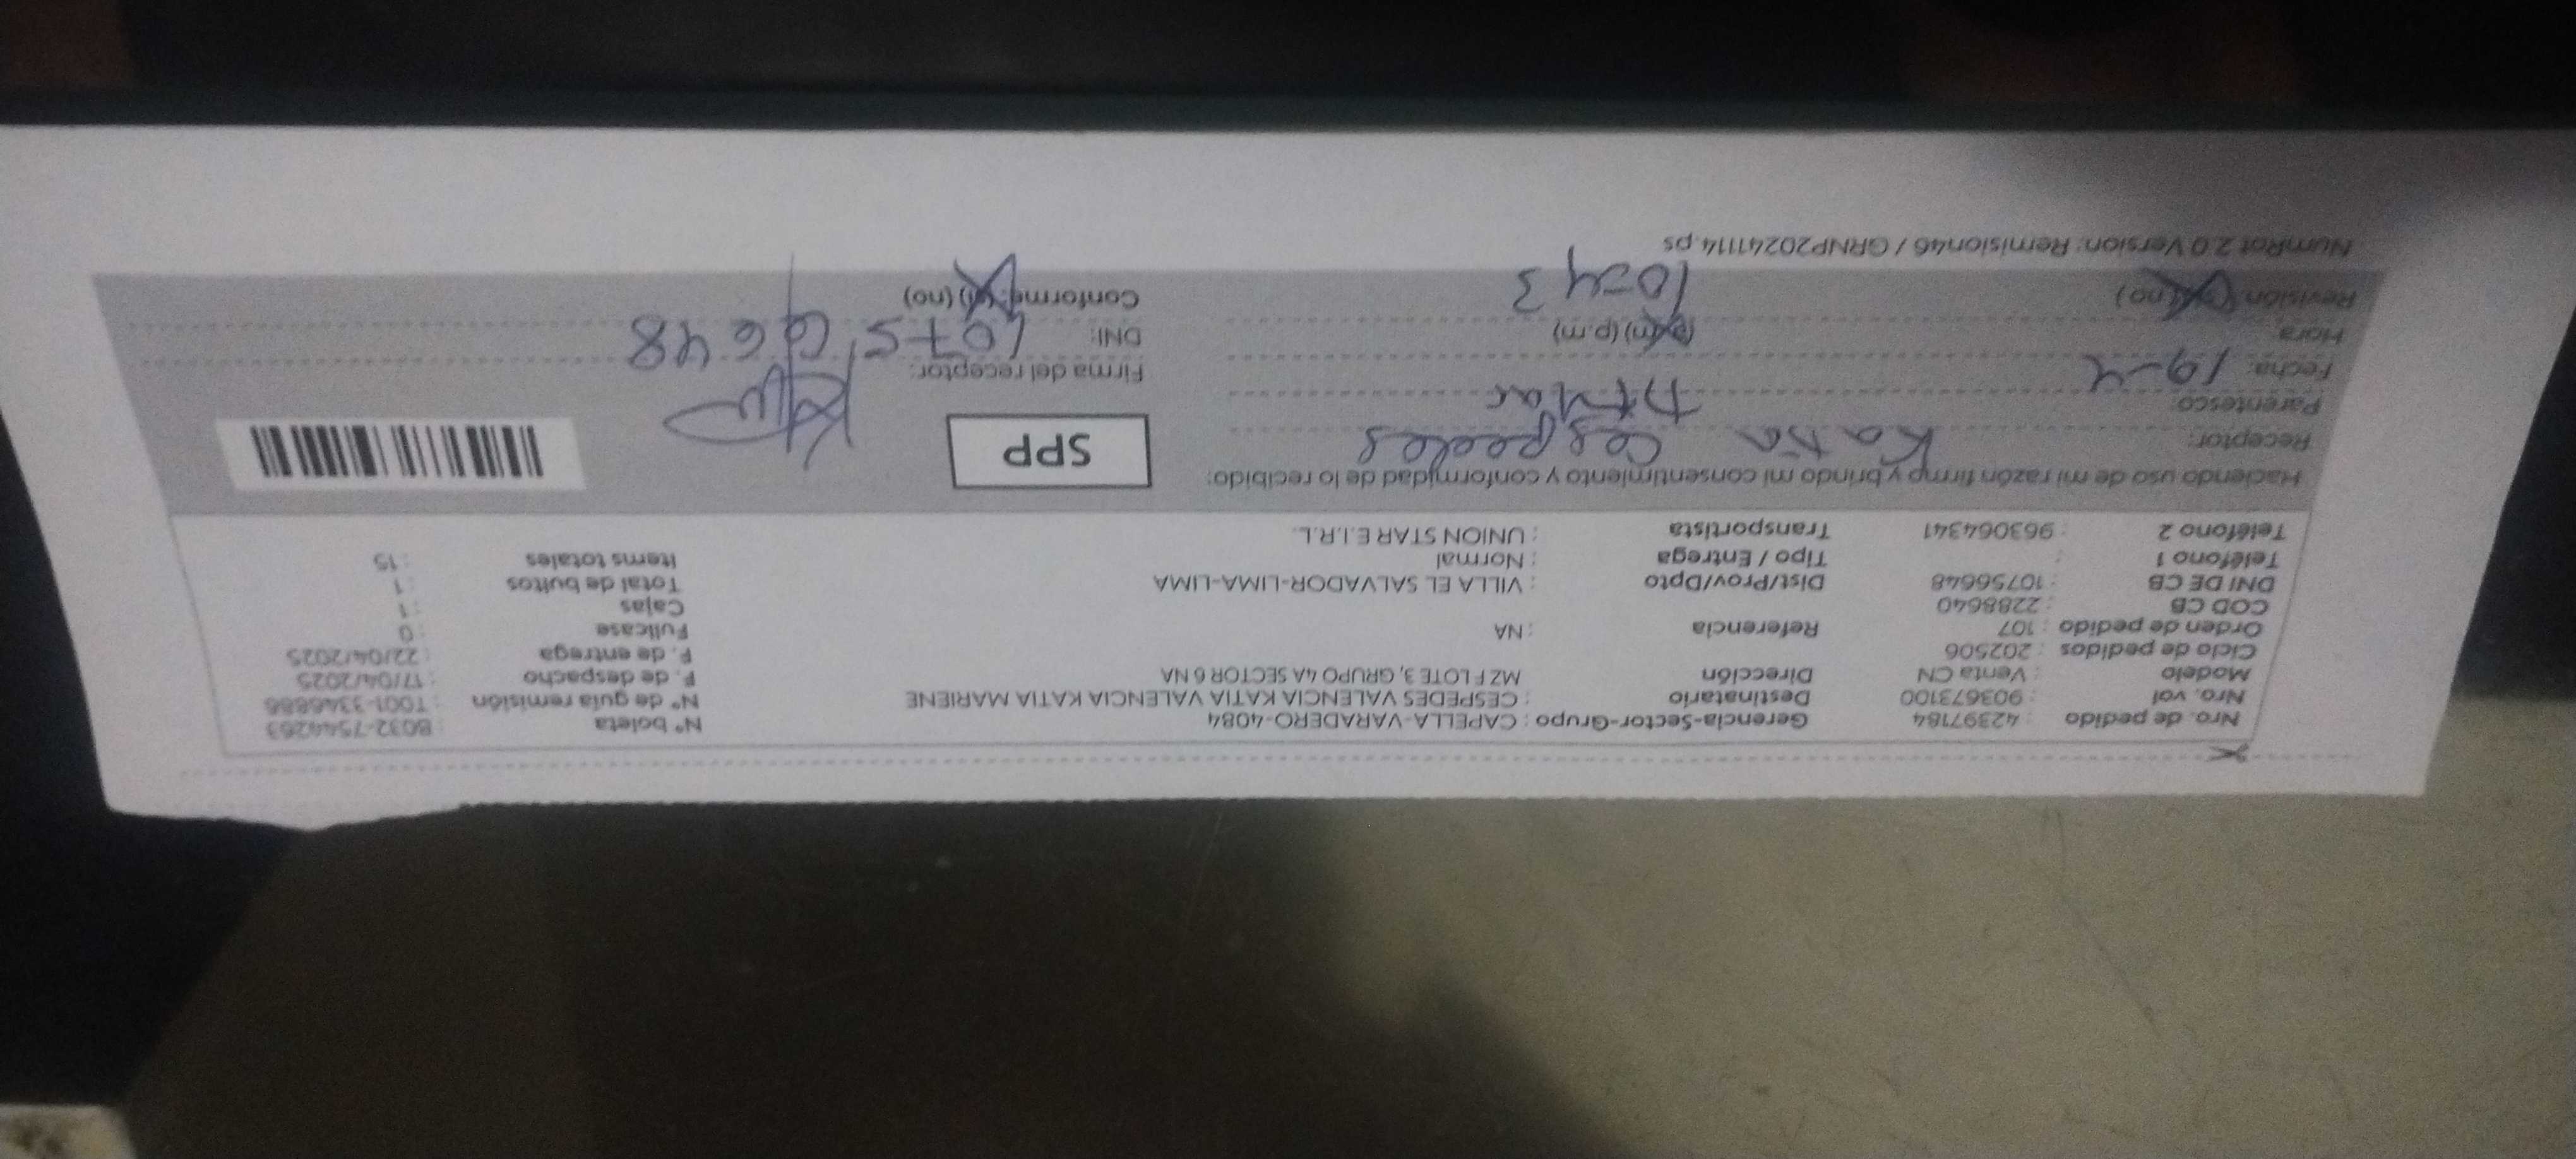 Nro. de pedido : 42397184 Gerencia-Sector-Grupo : CAPELLA-VARADERO-4084 N° boleta : B032-7544263
Nro. vol : 903673100 Destinatario : CESPEDES VALENCIA KATIA VALENCIA KATIA MARIENE N° de guía remisión : T001-3346886
Modelo : Venta CN Dirección MZ F LOTE 3, GRUPO 4A SECTOR 6 NA F. de despacho : 17/04/2025
Ciclo de pedidos : 202506 F. de entrega : 22/04/2025
Orden de pedido : 107 Referencia : NA Fullcase : 0
COD CB : 2288640 Cajas : 1
DNI DE CB : 10756648 Dist/Prov/Dpto : VILLA EL SALVADOR-LIMA-LIMA Total de bultos : 1
Teléfono 1 : Tipo / Entrega : Normal Items totales : 15
Teléfono 2 : 963064341 Transportista : UNION STAR E.I.R.L.
Haciendo uso de mi razón firmo y brindo mi consentimiento y conformidad de lo recibido:
SPP
Receptor: Katia Cespedes
Parentesco: Titular
Fecha: 19-4 Firma del receptor:
Hora: (a.m) (p.m) DNI: 10756648
Revisión: (si) (no) 10-43 Conforme: (si) (no)
NumRot 2.0 Version: Remision46 / GRNP20241114.ps